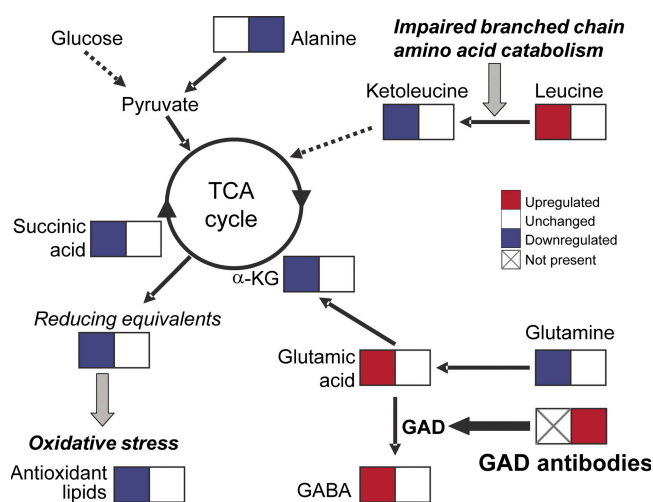 Glucose
Alanine
Impaired branched chain
amino acid catabolism
Pyruvate
Ketoleucine
Leucine
TCA
cycle
Upregulated
Unchanged
Downregulated
Not present
Succinic
acid
α-KG
Reducing equivalents
Glutamic
acid
Glutamine
GAD
GAD antibodies
Oxidative stress
Antioxidant
lipids
GABA